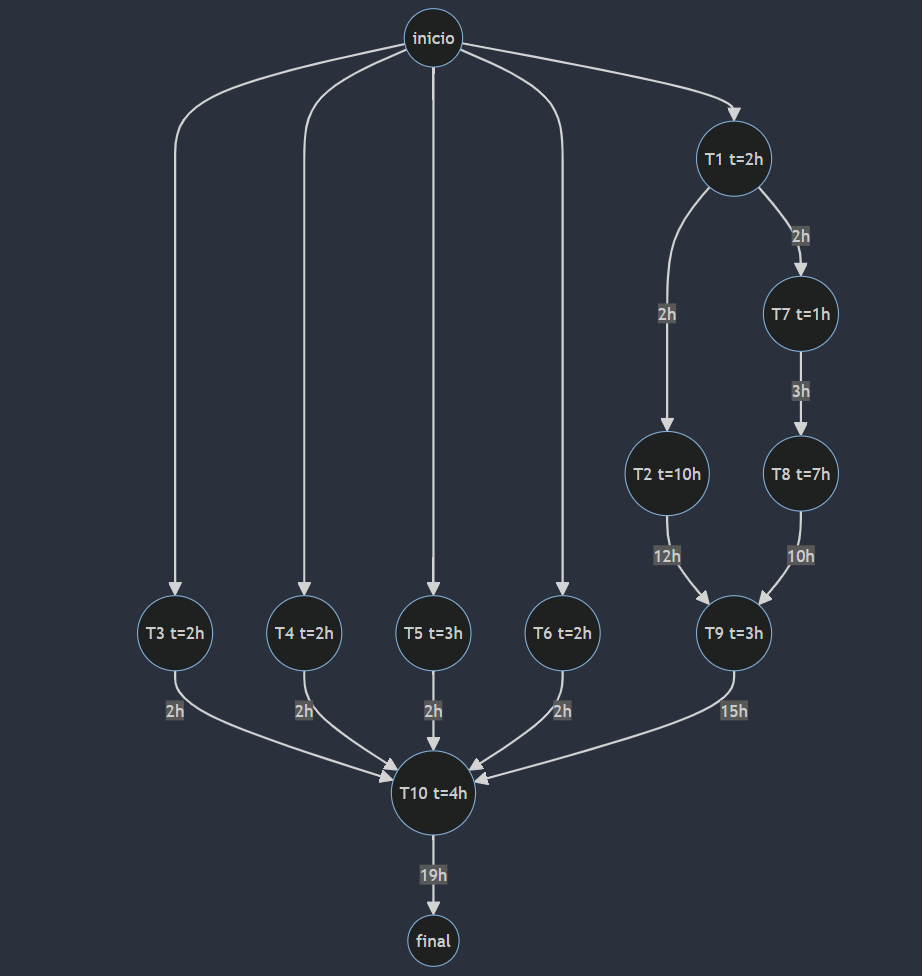 inicio
T1 t=2h
2h
2h
T7 t=1h
3h
T2 t=10h
T8 t=7h
12h
10h
T3 t=2h
T4 t=2h
T5 t=3h
T6 t=2h
T9 t=3h
2h
2h
2h
2h
15h
T10 t=4h
19h
final